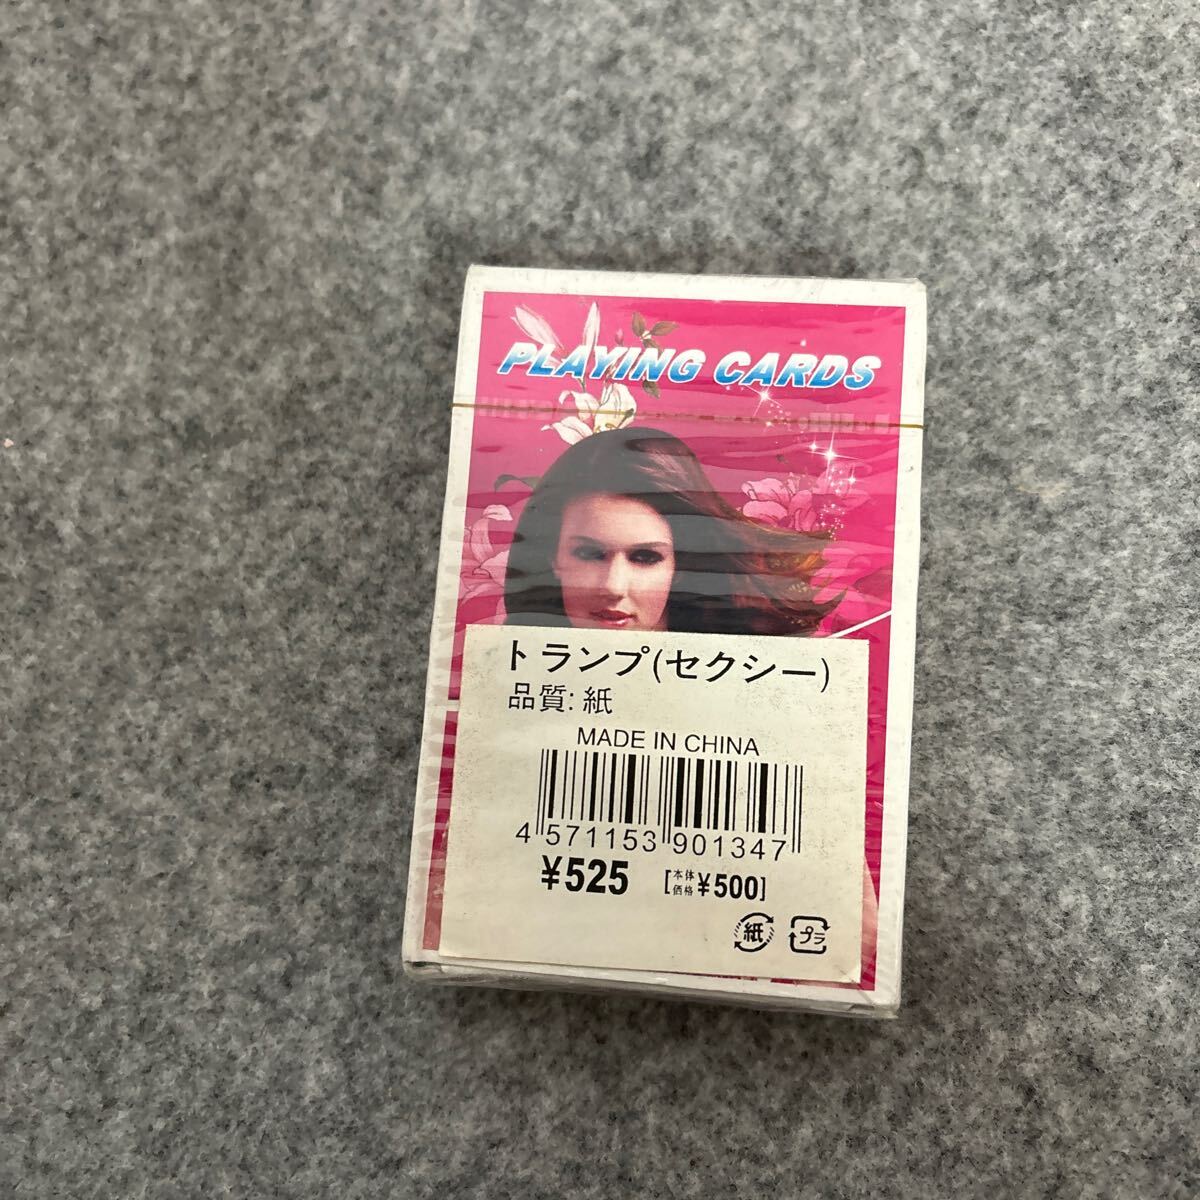 PLAYING CARDS
トランプ(セクシー)
品質: 紙
MADE IN CHINA
4 571153 901347
¥525 [本体価格 ¥500]
紙 プラ